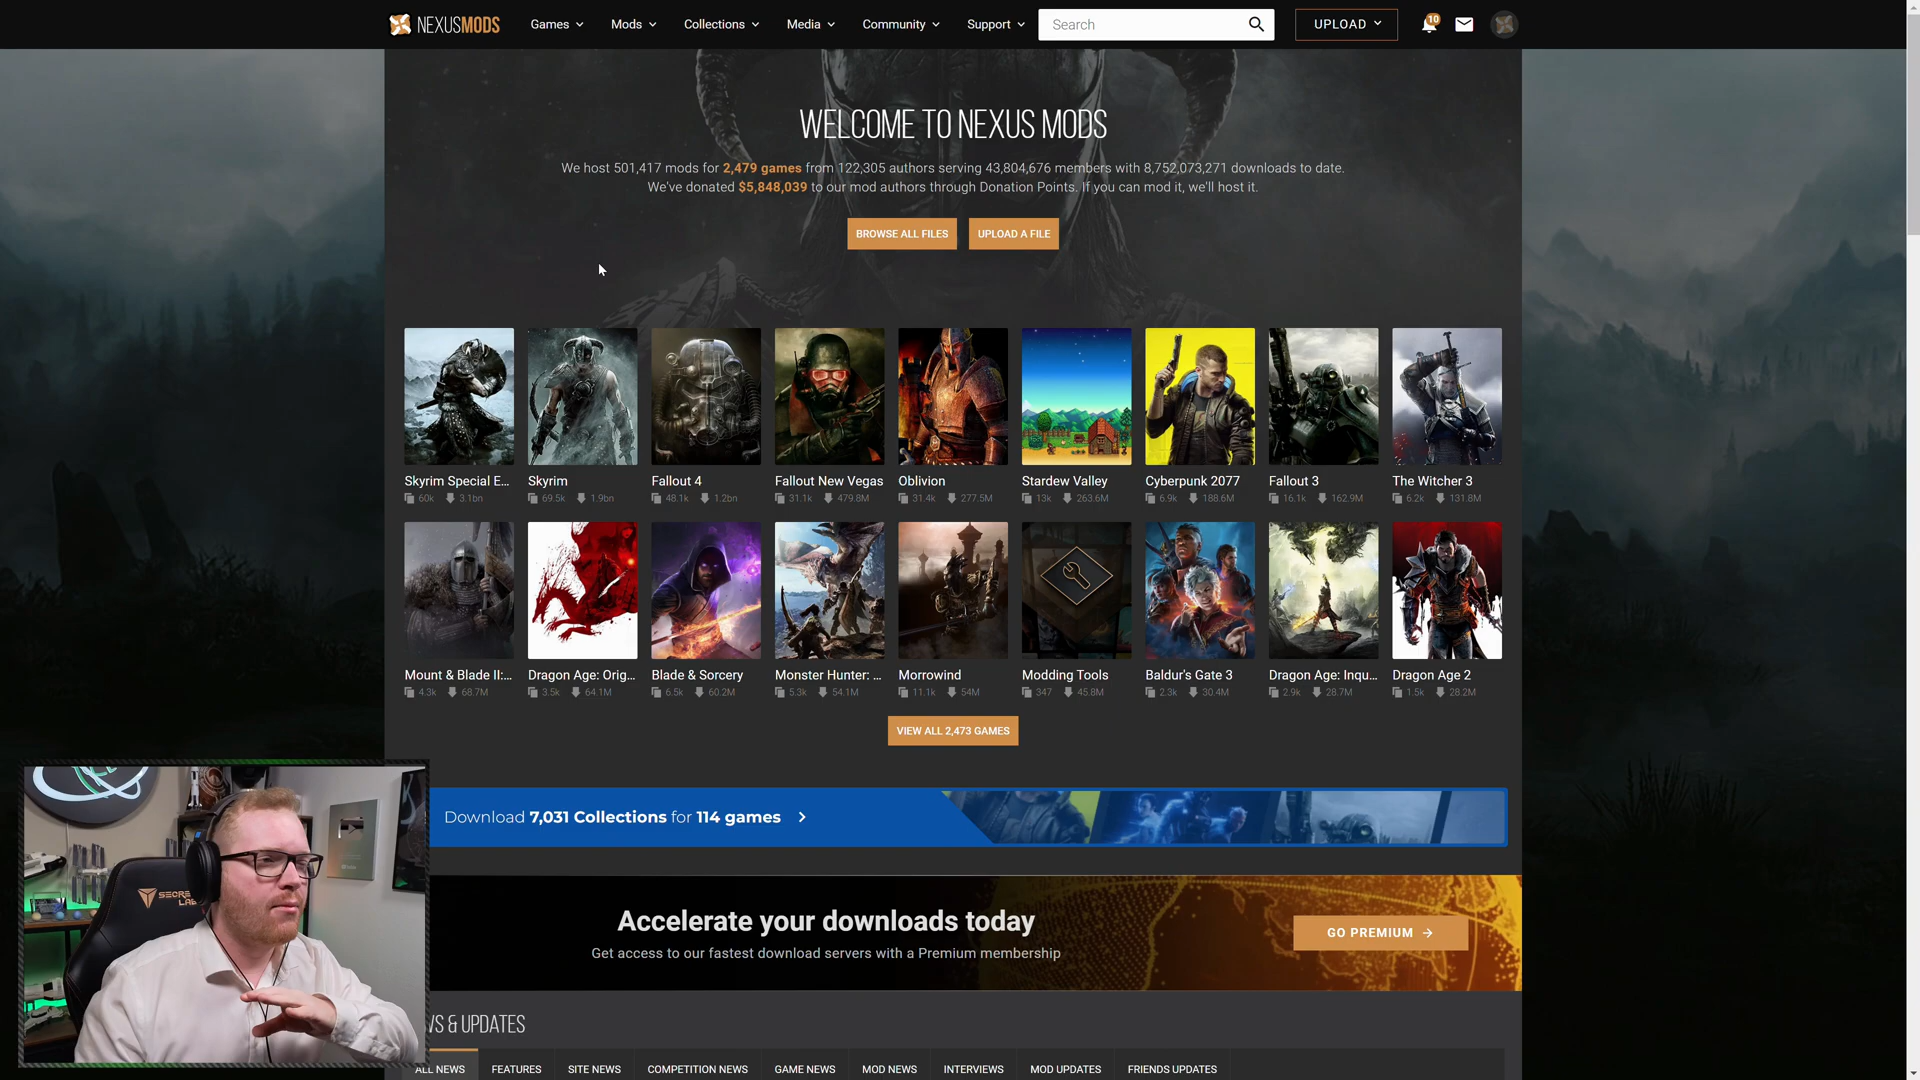 NEXUSMODS Games Mods Collections Media Community Support Search UPLOAD 10
WELCOME TO NEXUS MODS
We host 501,417 mods for 2,479 games from 122,305 authors serving 43,804,676 members with 8,752,073,271 downloads to date.
We've donated $5,848,039 to our mod authors through Donation Points. If you can mod it, we'll host it.
BROWSE ALL FILES UPLOAD A FILE
Skyrim Special E... Skyrim Fallout 4 Fallout New Vegas Oblivion Stardew Valley Cyberpunk 2077 Fallout 3 The Witcher 3
60k 3.1bn 69.5k 1.9bn 48.1k 1.2bn 31.1k 479.8M 31.4k 277.5M 13k 263.6M 6.9k 188.6M 16.1k 162.9M 6.2k 131.8M
Mount & Blade II:... Dragon Age: Orig... Blade & Sorcery Monster Hunter: ... Morrowind Modding Tools Baldur's Gate 3 Dragon Age: Inqu... Dragon Age 2
4.3k 68.7M 3.5k 64.1M 6.5k 60.2M 5.3k 54.1M 11.1k 54M 347 45.8M 2.3k 30.4M 2.9k 28.7M 1.5k 28.2M
VIEW ALL 2,473 GAMES
Download 7,031 Collections for 114 games
Accelerate your downloads today
Get access to our fastest download servers with a Premium membership
GO PREMIUM
WS & UPDATES
ALL NEWS FEATURES SITE NEWS COMPETITION NEWS GAME NEWS MOD NEWS INTERVIEWS MOD UPDATES FRIENDS UPDATES